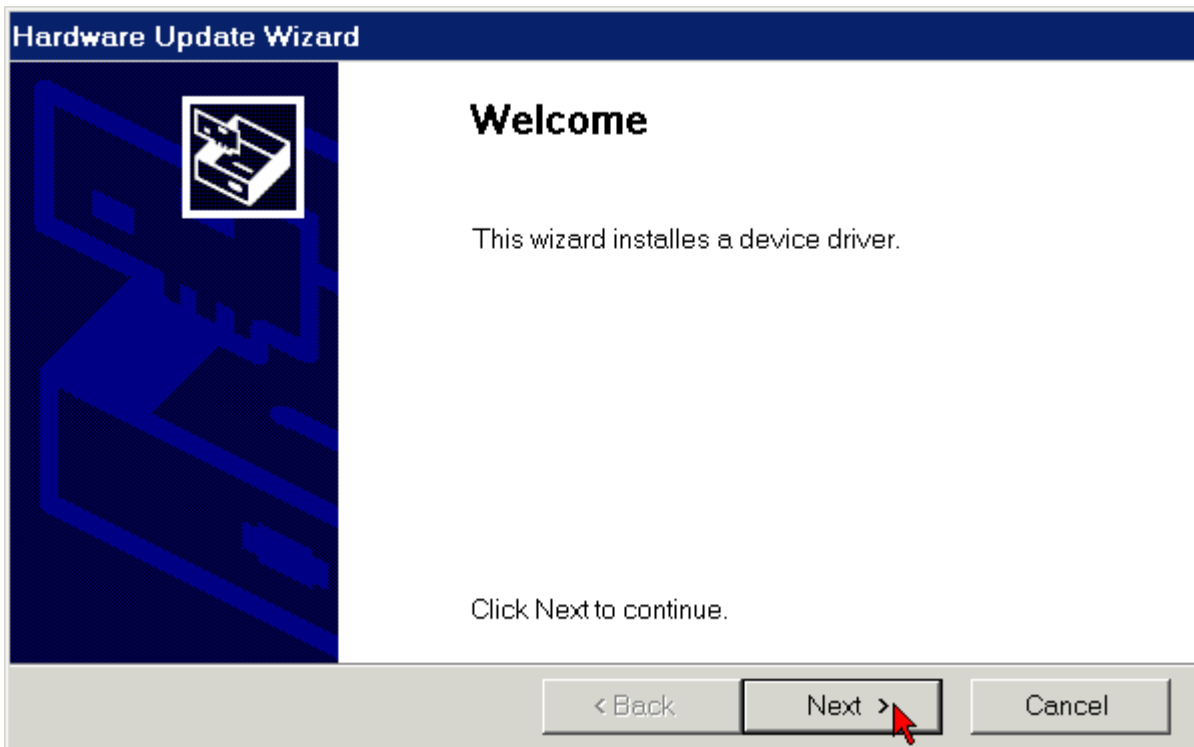 Hardware Update Wizard
Welcome
This wizard installes a device driver.
Click Next to continue.
< Back Next > Cancel